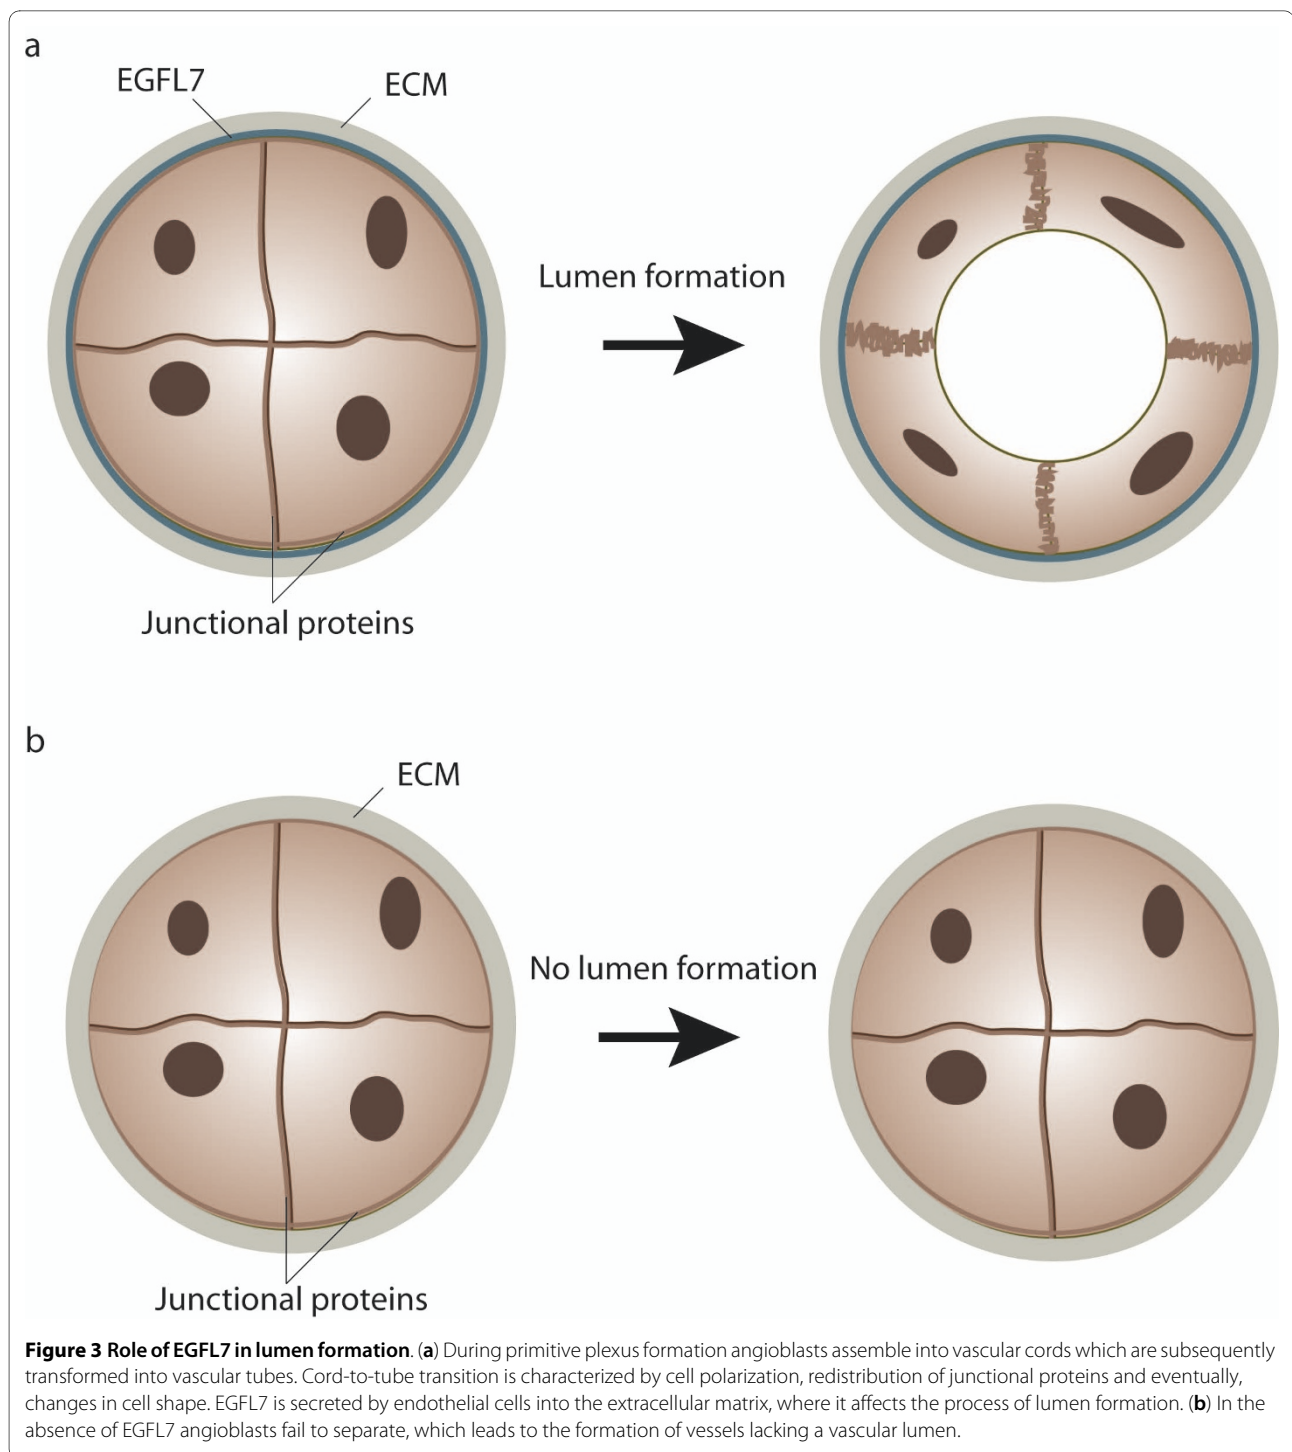 a
EGFL7
ECM
Lumen formation
Junctional proteins
b
ECM
No lumen formation
Junctional proteins
Figure 3 Role of EGFL7 in lumen formation. (a) During primitive plexus formation angioblasts assemble into vascular cords which are subsequently
transformed into vascular tubes. Cord-to-tube transition is characterized by cell polarization, redistribution of junctional proteins and eventually,
changes in cell shape. EGFL7 is secreted by endothelial cells into the extracellular matrix, where it affects the process of lumen formation. (b) In the
absence of EGFL7 angioblasts fail to separate, which leads to the formation of vessels lacking a vascular lumen.